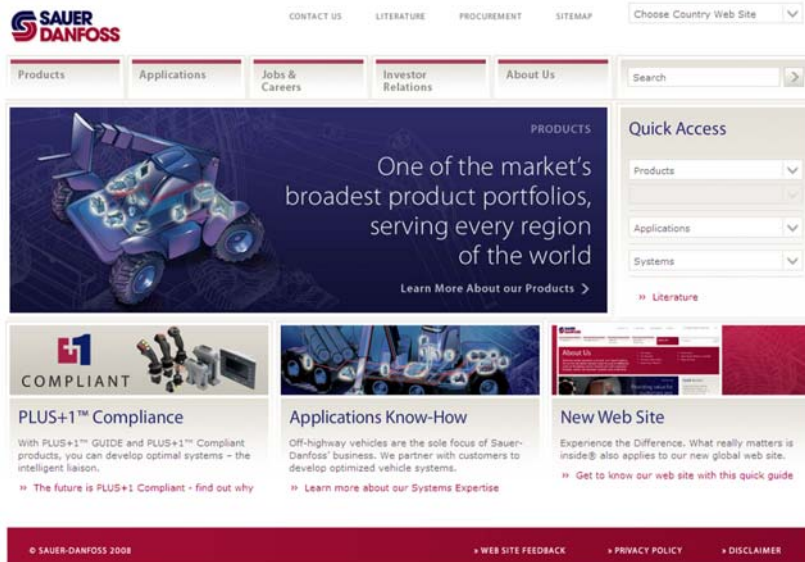 SAUER
DANFOSS
CONTACT US
LITERATURE
PROCUREMENT
SITEMAP
Choose Country Web Site
Products
Applications
Jobs &
Careers
Investor
Relations
About Us
Search
PRODUCTS
One of the market's
broadest product portfolios,
serving every region
of the world
Learn More About our Products
Quick Access
Products
Applications
Systems
» Literature
+1
COMPLIANT
PLUS+1™ Compliance
With PLUS+1™ GUIDE and PLUS+1™ Compliant
products, you can develop optimal systems – the
intelligent liaison.
» The future is PLUS+1 Compliant - find out why
Applications Know-How
Off-highway vehicles are the sole focus of Sauer-
Danfoss' business. We partner with customers to
develop optimized vehicle systems.
» Learn more about our Systems Expertise
About Us
New Web Site
Experience the Difference. What really matters is
inside® also applies to our new global web site.
» Get to know our web site with this quick guide
© SAUER-DANFOSS 2008
» WEB SITE FEEDBACK
» PRIVACY POLICY
» DISCLAIMER